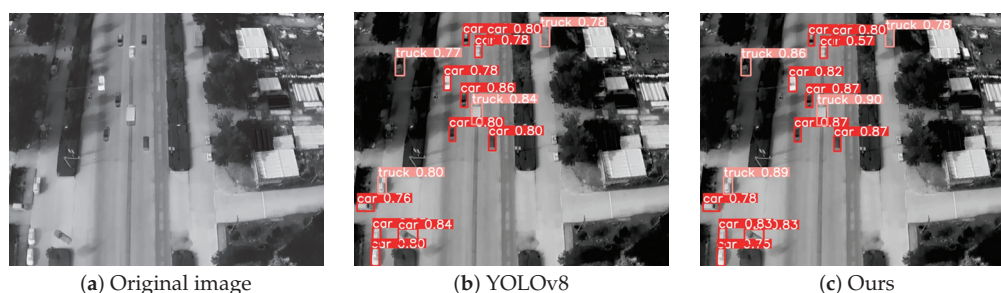 car car 0.80
truck 0.78
car 0.78
truck 0.77
car 0.78
car 0.86
truck 0.84
car 0.80
car 0.80
truck 0.80
car 0.76
car car 0.84
car 0.80
car car 0.80
truck 0.78
car 0.57
truck 0.86
car 0.82
car 0.87
truck 0.90
car 0.87
car 0.87
truck 0.89
car 0.78
car 0.83 0.83
car 0.75
(a) Original image
(b) YOLOv8
(c) Ours